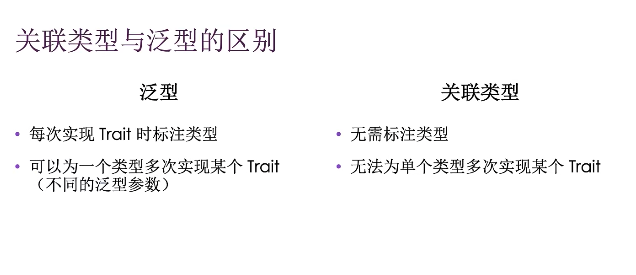 关联类型与泛型的区别
泛型
• 每次实现 Trait 时标注类型
• 可以为一个类型多次实现某个 Trait
（不同的泛型参数）
关联类型
• 无需标注类型
• 无法为单个类型多次实现某个 Trait